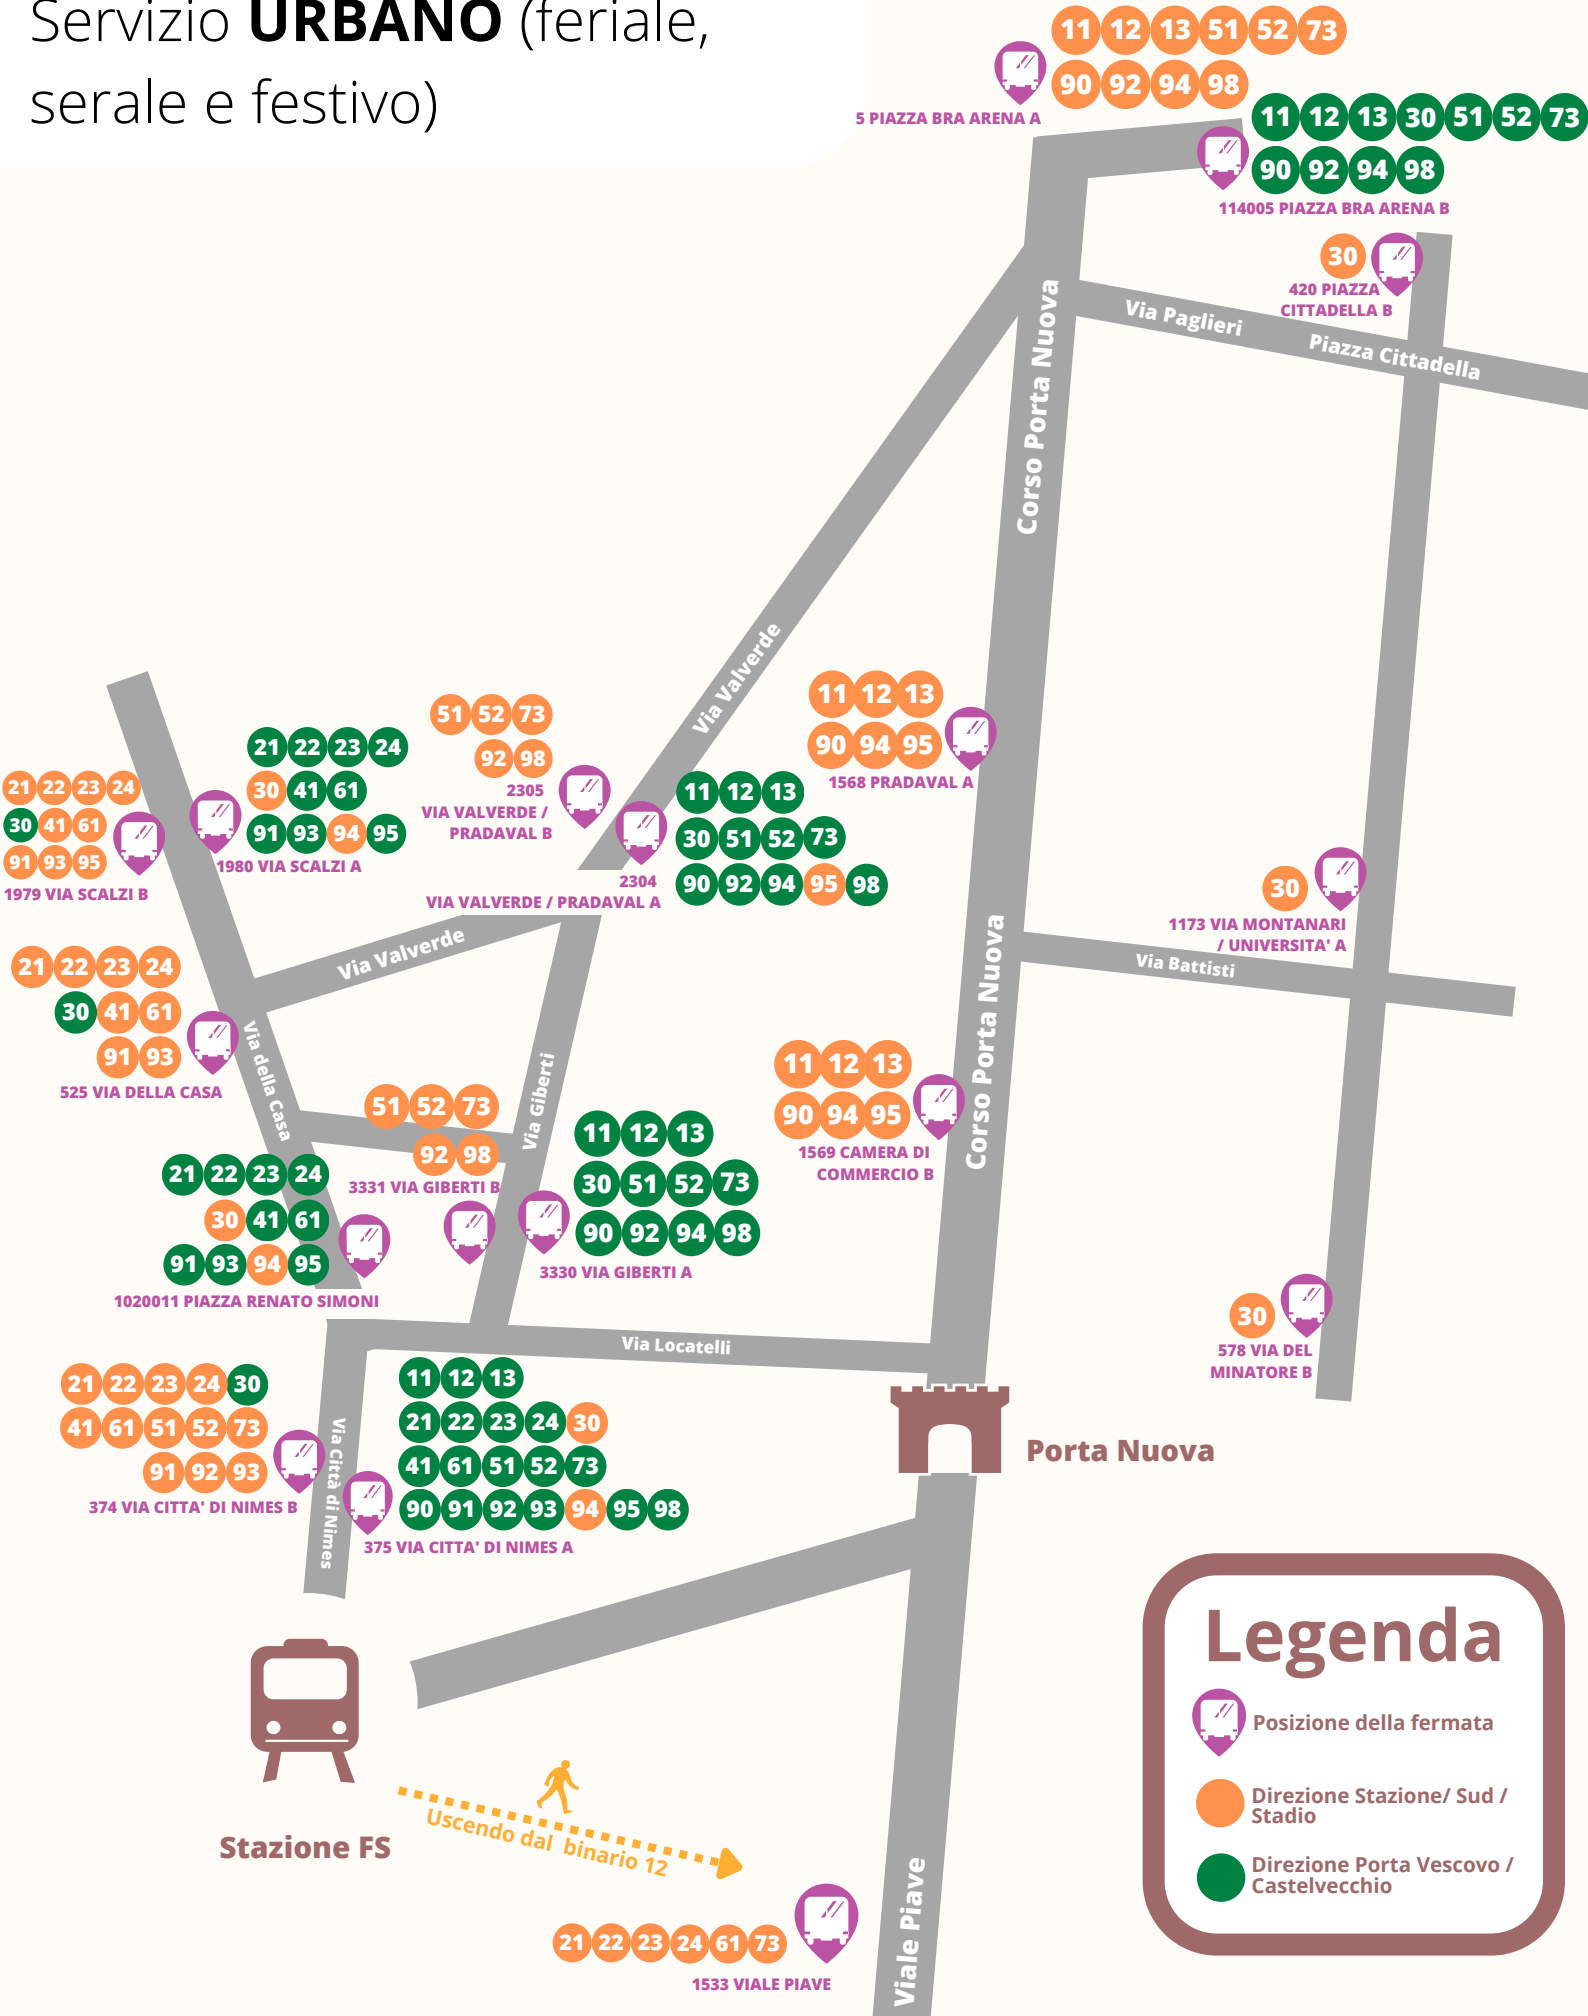 Servizio URBANO (feriale,
serale e festivo)
11 12 13 51 52 73
90 92 94 98
5 PIAZZA BRA ARENA A
11 12 13 30 51 52 73
90 92 94 98
114005 PIAZZA BRA ARENA B
30
420 PIAZZA
CITTADELLA B
Via Paglieri
Piazza Cittadella
Corso Porta Nuova
Via Valverde
11 12 13
90 94 95
1568 PRADAVAL A
51 52 73
92 98
2305
VIA VALVERDE /
PRADAVAL B
21 22 23 24
30 41 61
91 93 94 95
1980 VIA SCALZI A
21 22 23 24
30 41 61
91 93 95
1979 VIA SCALZI B
11 12 13
30 51 52 73
90 92 94 95 98
2304
VIA VALVERDE / PRADAVAL A
30
1173 VIA MONTANARI
/ UNIVERSITA' A
Via Battisti
Via Valverde
Corso Porta Nuova
21 22 23 24
30 41 61
91 93
525 VIA DELLA CASA
Via della Casa
51 52 73
92 98
3331 VIA GIBERTI B
Via Giberti
11 12 13
30 51 52 73
90 92 94 98
3330 VIA GIBERTI A
11 12 13
90 94 95
1569 CAMERA DI
COMMERCIO B
21 22 23 24
30 41 61
91 93 94 95
1020011 PIAZZA RENATO SIMONI
30
578 VIA DEL
MINATORE B
Via Locatelli
21 22 23 24 30
41 61 51 52 73
91 92 93
374 VIA CITTA' DI NIMES B
Via Città di Nimes
11 12 13
21 22 23 24 30
41 61 51 52 73
90 91 92 93 94 95 98
375 VIA CITTA' DI NIMES A
Porta Nuova
Stazione FS
Uscendo dal binario 12
21 22 23 24 61 73
1533 VIALE PIAVE
Viale Piave
Legenda
Posizione della fermata
Direzione Stazione/ Sud /
Stadio
Direzione Porta Vescovo /
Castelvecchio